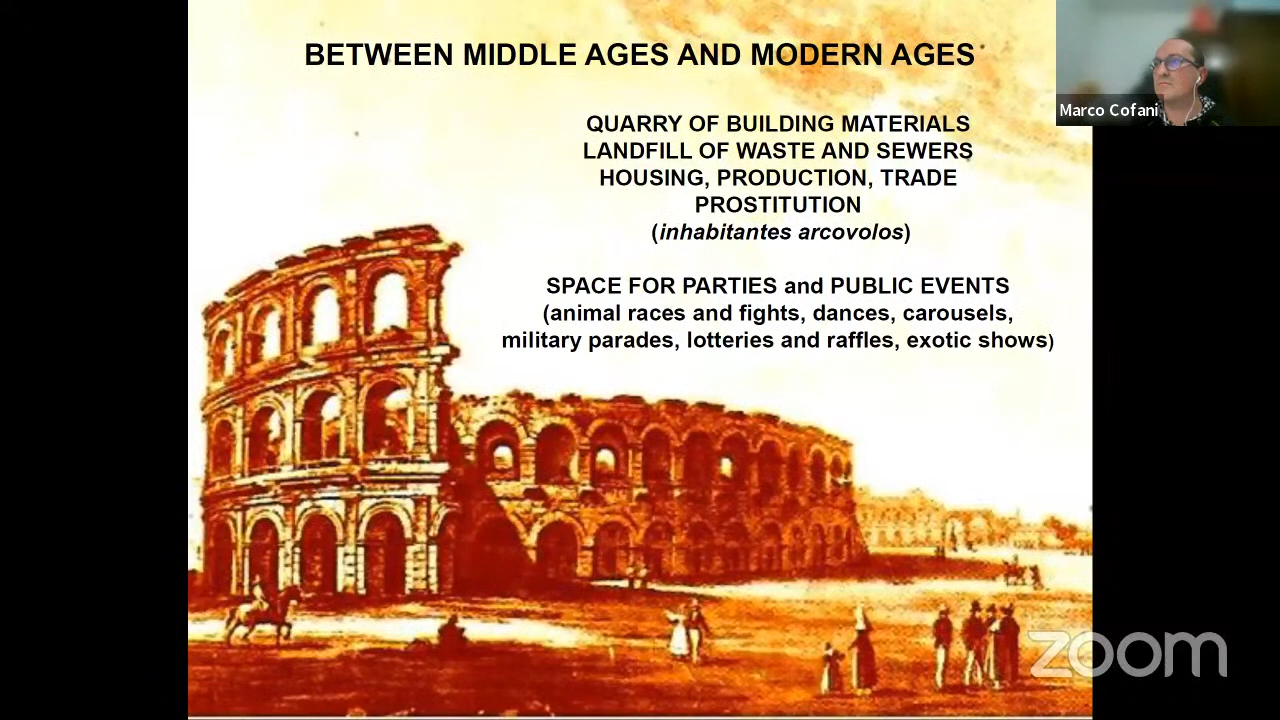 BETWEEN MIDDLE AGES AND MODERN AGES
Marco Cofani
QUARRY OF BUILDING MATERIALS
LANDFILL OF WASTE AND SEWERS
HOUSING, PRODUCTION, TRADE
PROSTITUTION
(inhabitantes arcovolos)
SPACE FOR PARTIES and PUBLIC EVENTS
(animal races and fights, dances, carousels,
military parades, lotteries and raffles, exotic shows)
zoom